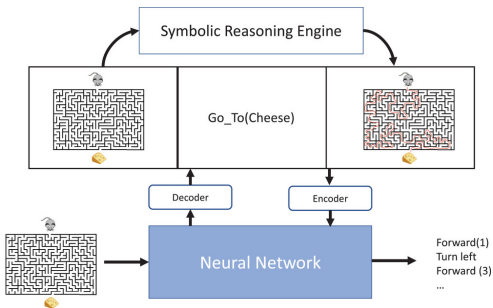 Symbolic Reasoning Engine
Go_To(Cheese)
Decoder
Encoder
Neural Network
Forward(1)
Turn left
Forward (3)
...